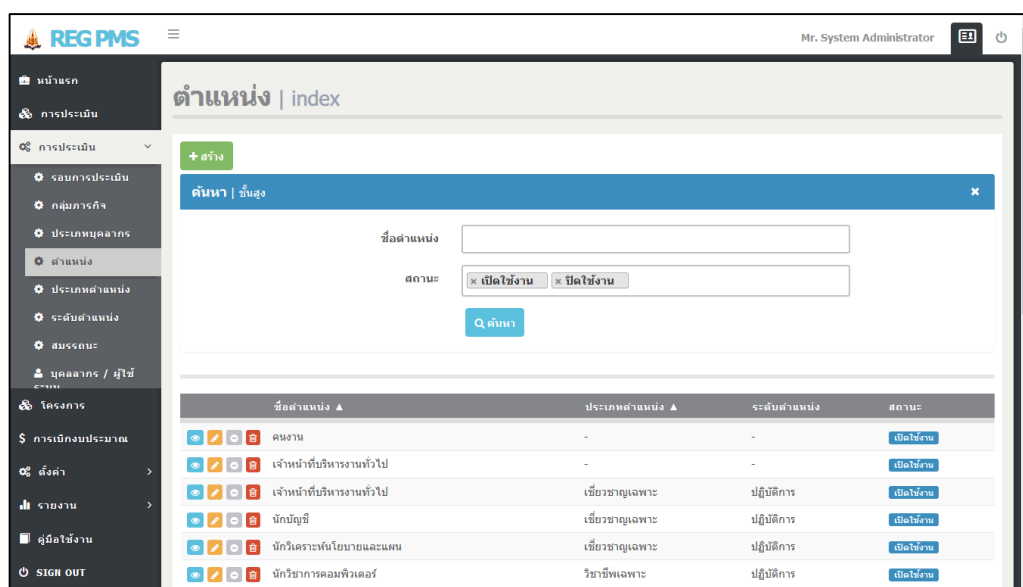 REG PMS
Mr. System Administrator
หน้าแรก
การประเมิน
การประเมิน
รอบการประเมิน
กลุ่มภารกิจ
ประเภทบุคลากร
ตำแหน่ง
ประเภทตำแหน่ง
ระดับตำแหน่ง
สมรรถนะ
บุคลากร / ผู้ใช้
ระบบ
โครงการ
$ การเบิกงบประมาณ
ตั้งค่า
รายงาน
คู่มือใช้งาน
SIGN OUT
ตำแหน่ง | index
+ สร้าง
ค้นหา | ขั้นสูง ×
ชื่อตำแหน่ง
สถานะ × เปิดใช้งาน × ปิดใช้งาน
ค้นหา
ชื่อตำแหน่ง ▲ ประเภทตำแหน่ง ▲ ระดับตำแหน่ง สถานะ
คนงาน - - เปิดใช้งาน
เจ้าหน้าที่บริหารงานทั่วไป - - เปิดใช้งาน
เจ้าหน้าที่บริหารงานทั่วไป เชี่ยวชาญเฉพาะ ปฏิบัติการ เปิดใช้งาน
นักบัญชี เชี่ยวชาญเฉพาะ ปฏิบัติการ เปิดใช้งาน
นักวิเคราะห์นโยบายและแผน เชี่ยวชาญเฉพาะ ปฏิบัติการ เปิดใช้งาน
นักวิชาการคอมพิวเตอร์ วิชาชีพเฉพาะ ปฏิบัติการ เปิดใช้งาน